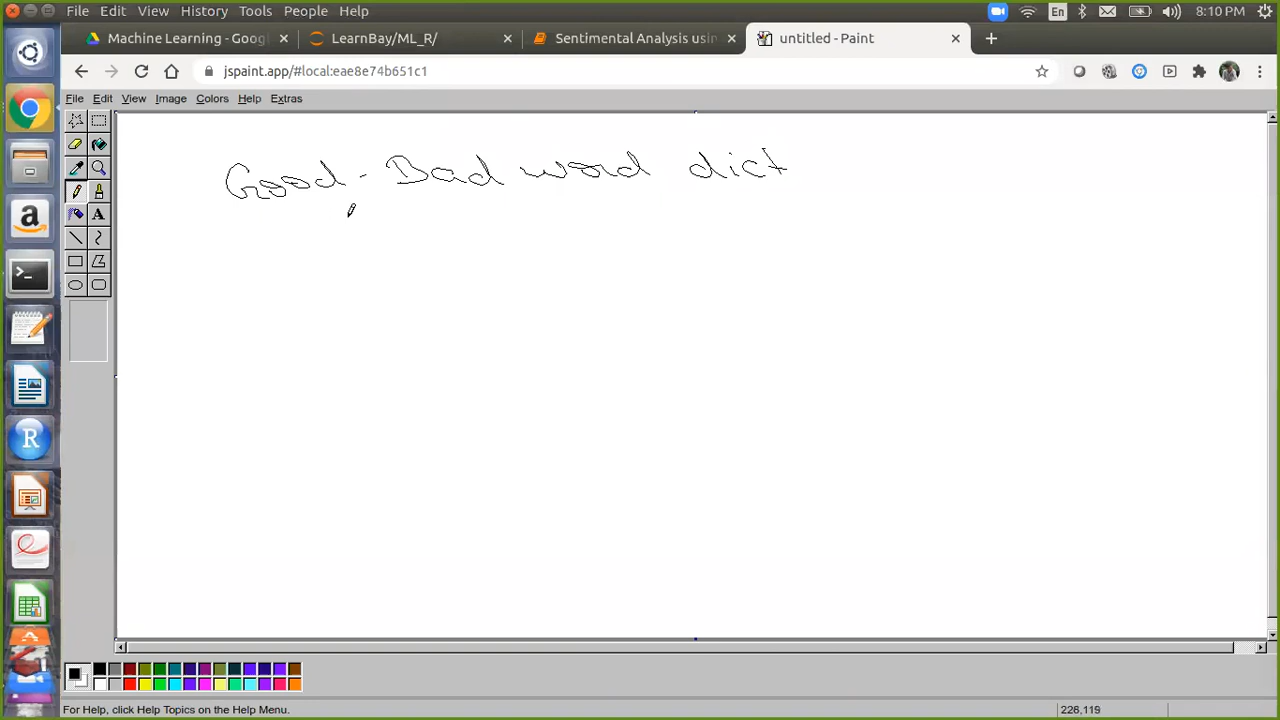 File Edit View History Tools People Help En 8:10 PM
Machine Learning - Goog LearnBay/ML_R/ Sentimental Analysis usin untitled - Paint
jspaint.app/#local:eae8e74b651c1
File Edit View Image Colors Help Extras
Good - Bad word dict
For Help, click Help Topics on the Help Menu. 226,119